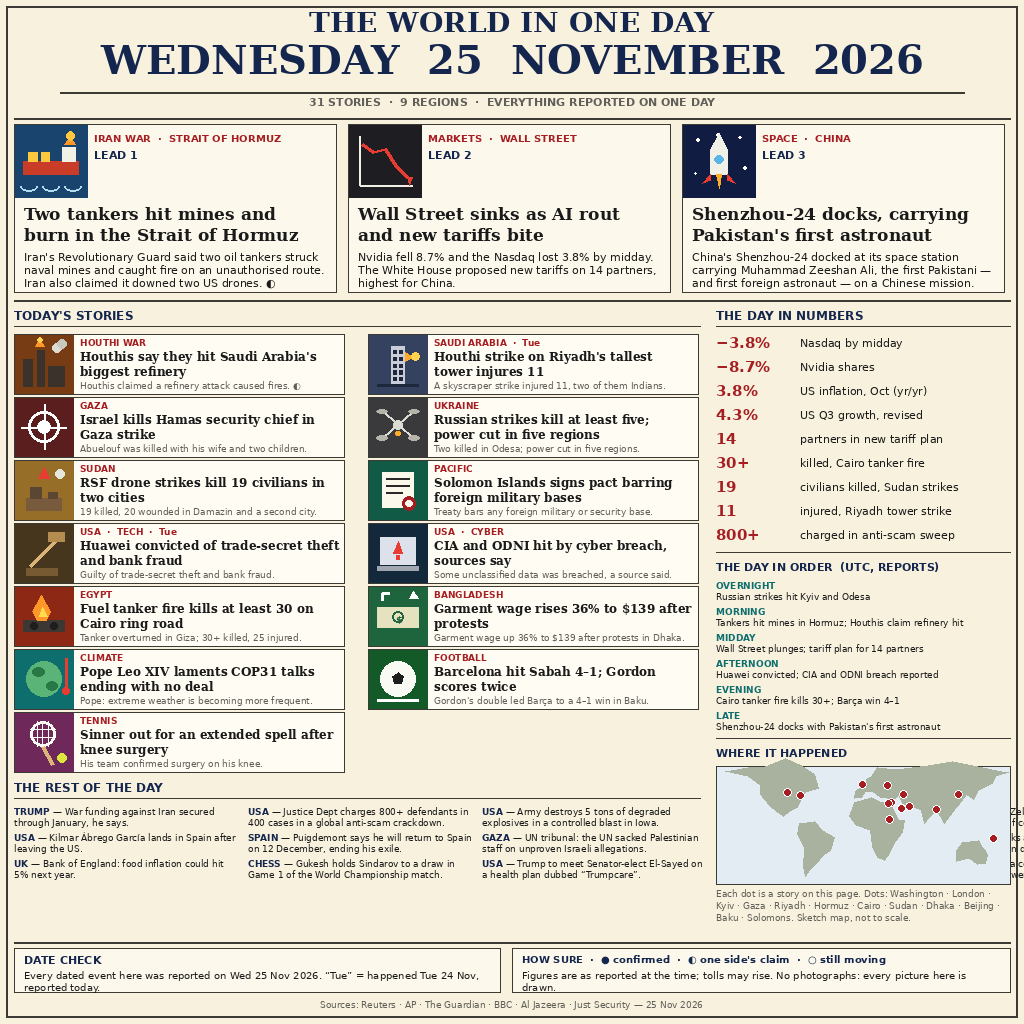 THE WORLD IN ONE DAY
WEDNESDAY 25 NOVEMBER 2026
31 STORIES · 9 REGIONS · EVERYTHING REPORTED ON ONE DAY
IRAN WAR · STRAIT OF HORMUZ
LEAD 1
Two tankers hit mines and
burn in the Strait of Hormuz
Iran's Revolutionary Guard said two oil tankers struck
naval mines and caught fire on an unauthorised route.
Iran also claimed it downed two US drones. ◐
MARKETS · WALL STREET
LEAD 2
Wall Street sinks as AI rout
and new tariffs bite
Nvidia fell 8.7% and the Nasdaq lost 3.8% by midday.
The White House proposed new tariffs on 14 partners,
highest for China.
SPACE · CHINA
LEAD 3
Shenzhou-24 docks, carrying
Pakistan's first astronaut
China's Shenzhou-24 docked at its space station
carrying Muhammad Zeeshan Ali, the first Pakistani —
and first foreign astronaut — on a Chinese mission.
TODAY'S STORIES
HOUTHI WAR
Houthis say they hit Saudi Arabia's
biggest refinery
Houthis claimed a refinery attack caused fires. ◐
SAUDI ARABIA · Tue
Houthi strike on Riyadh's tallest
tower injures 11
A skyscraper strike injured 11, two of them Indians.
GAZA
Israel kills Hamas security chief in
Gaza strike
Abuelouf was killed with his wife and two children.
UKRAINE
Russian strikes kill at least five;
power cut in five regions
Two killed in Odesa; power cut in five regions.
SUDAN
RSF drone strikes kill 19 civilians in
two cities
19 killed, 20 wounded in Damazin and a second city.
PACIFIC
Solomon Islands signs pact barring
foreign military bases
Treaty bars any foreign military or security base.
USA · TECH · Tue
Huawei convicted of trade-secret theft
and bank fraud
Guilty of trade-secret theft and bank fraud.
USA · CYBER
CIA and ODNI hit by cyber breach,
sources say
Some unclassified data was breached, a source said.
EGYPT
Fuel tanker fire kills at least 30 on
Cairo ring road
Tanker overturned in Giza; 30+ killed, 25 injured.
BANGLADESH
Garment wage rises 36% to $139 after
protests
Garment wage up 36% to $139 after protests in Dhaka.
CLIMATE
Pope Leo XIV laments COP31 talks
ending with no deal
Pope: extreme weather is becoming more frequent.
FOOTBALL
Barcelona hit Sabah 4–1; Gordon
scores twice
Gordon's double led Barça to a 4–1 win in Baku.
TENNIS
Sinner out for an extended spell after
knee surgery
His team confirmed surgery on his knee.
THE REST OF THE DAY
TRUMP — War funding against Iran secured
through January, he says.
USA — Kilmar Ábrego García lands in Spain after
leaving the US.
UK — Bank of England: food inflation could hit
5% next year.
USA — Justice Dept charges 800+ defendants in
400 cases in a global anti-scam crackdown.
SPAIN — Puigdemont says he will return to Spain
on 12 December, ending his exile.
CHESS — Gukesh holds Sindarov to a draw in
Game 1 of the World Championship match.
USA — Army destroys 5 tons of degraded
explosives in a controlled blast in Iowa.
GAZA — UN tribunal: the UN sacked Palestinian
staff on unproven Israeli allegations.
USA — Trump to meet Senator-elect El-Sayed on
a health plan dubbed “Trumpcare”.
THE DAY IN NUMBERS
−3.8% Nasdaq by midday
−8.7% Nvidia shares
3.8% US inflation, Oct (yr/yr)
4.3% US Q3 growth, revised
14 partners in new tariff plan
30+ killed, Cairo tanker fire
19 civilians killed, Sudan strikes
11 injured, Riyadh tower strike
800+ charged in anti-scam sweep
THE DAY IN ORDER (UTC, REPORTS)
OVERNIGHT
Russian strikes hit Kyiv and Odesa
MORNING
Tankers hit mines in Hormuz; Houthis claim refinery hit
MIDDAY
Wall Street plunges; tariff plan for 14 partners
AFTERNOON
Huawei convicted; CIA and ODNI breach reported
EVENING
Cairo tanker fire kills 30+; Barça win 4–1
LATE
Shenzhou-24 docks with Pakistan's first astronaut
WHERE IT HAPPENED
Each dot is a story on this page. Dots: Washington · London ·
Kyiv · Gaza · Riyadh · Hormuz · Cairo · Sudan · Dhaka · Beijing ·
Baku · Solomons. Sketch map, not to scale.
DATE CHECK
Every dated event here was reported on Wed 25 Nov 2026. “Tue” = happened Tue 24 Nov,
reported today.
HOW SURE · ● confirmed · ◐ one side's claim · ○ still moving
Figures are as reported at the time; tolls may rise. No photographs: every picture here is
drawn.
Sources: Reuters · AP · The Guardian · BBC · Al Jazeera · Just Security — 25 Nov 2026